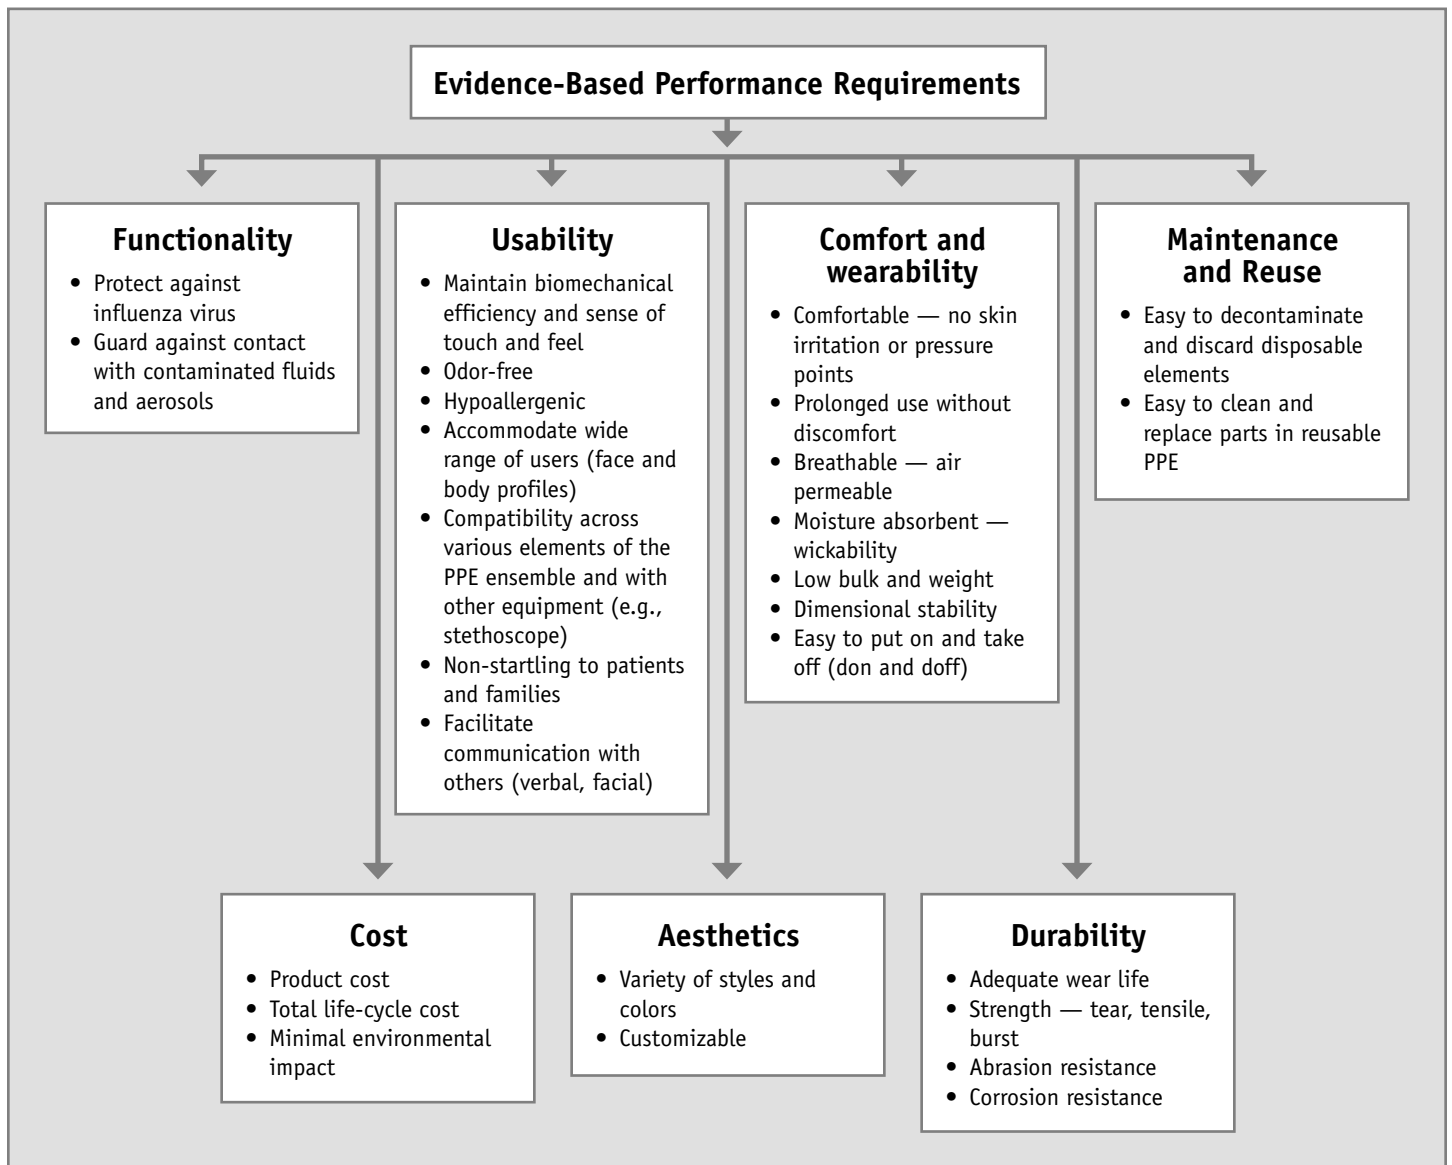 Evidence-Based Performance Requirements
Functionality
• Protect against
influenza virus
• Guard against contact
with contaminated fluids
and aerosols
Usability
• Maintain biomechanical
efficiency and sense of
touch and feel
• Odor-free
• Hypoallergenic
• Accommodate wide
range of users (face and
body profiles)
• Compatibility across
various elements of the
PPE ensemble and with
other equipment (e.g.,
stethoscope)
• Non-startling to patients
and families
• Facilitate
communication with
others (verbal, facial)
Comfort and
wearability
• Comfortable — no skin
irritation or pressure
points
• Prolonged use without
discomfort
• Breathable — air
permeable
• Moisture absorbent —
wickability
• Low bulk and weight
• Dimensional stability
• Easy to put on and take
off (don and doff)
Maintenance
and Reuse
• Easy to decontaminate
and discard disposable
elements
• Easy to clean and
replace parts in reusable
PPE
Cost
• Product cost
• Total life-cycle cost
• Minimal environmental
impact
Aesthetics
• Variety of styles and
colors
• Customizable
Durability
• Adequate wear life
• Strength — tear, tensile,
burst
• Abrasion resistance
• Corrosion resistance